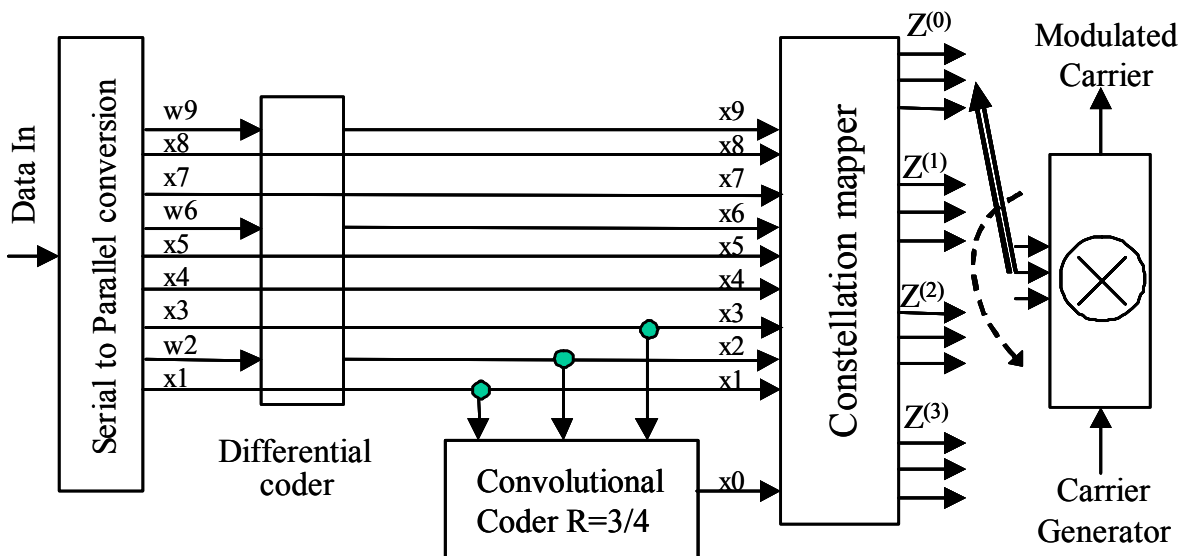 Data In
Serial to Parallel conversion
w9
x8
x7
w6
x5
x4
x3
w2
x1
Differential
coder
x9
x8
x7
x6
x5
x4
x3
x2
x1
x0
Convolutional
Coder R=3/4
Constellation mapper
Z(0)
Z(1)
Z(2)
Z(3)
Modulated
Carrier
Carrier
Generator